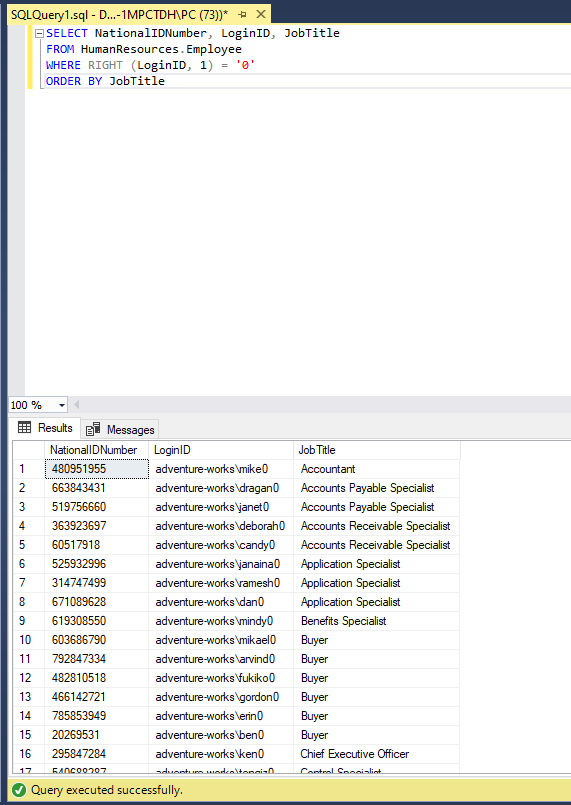 SQLQuery1.sql - D...-1MPCTDH\PC (73))*
SELECT NationalIDNumber, LoginID, JobTitle
FROM HumanResources.Employee
WHERE RIGHT (LoginID, 1) = '0'
ORDER BY JobTitle
100 %
Results Messages
NationalIDNumber LoginID JobTitle
1 480951955 adventure-works\mike0 Accountant
2 663843431 adventure-works\dragan0 Accounts Payable Specialist
3 519756660 adventure-works\janet0 Accounts Payable Specialist
4 363923697 adventure-works\deborah0 Accounts Receivable Specialist
5 60517918 adventure-works\candy0 Accounts Receivable Specialist
6 525932996 adventure-works\janaina0 Application Specialist
7 314747499 adventure-works\ramesh0 Application Specialist
8 671089628 adventure-works\dan0 Application Specialist
9 619308550 adventure-works\mindy0 Benefits Specialist
10 603686790 adventure-works\mikael0 Buyer
11 792847334 adventure-works\arvind0 Buyer
12 482810518 adventure-works\fukiko0 Buyer
13 466142721 adventure-works\gordon0 Buyer
14 785853949 adventure-works\erin0 Buyer
15 20269531 adventure-works\ben0 Buyer
16 295847284 adventure-works\ken0 Chief Executive Officer
17 540688287 adventure-works\tengiz0 Control Specialist
Query executed successfully.